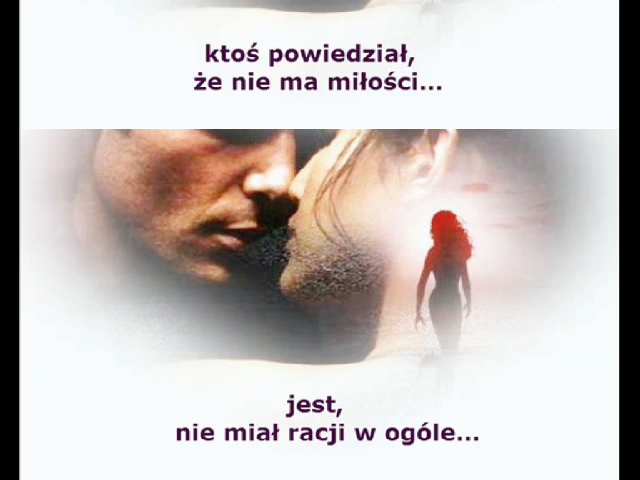 ktoś powiedział,
że nie ma miłości...
jest,
nie miał racji w ogóle...